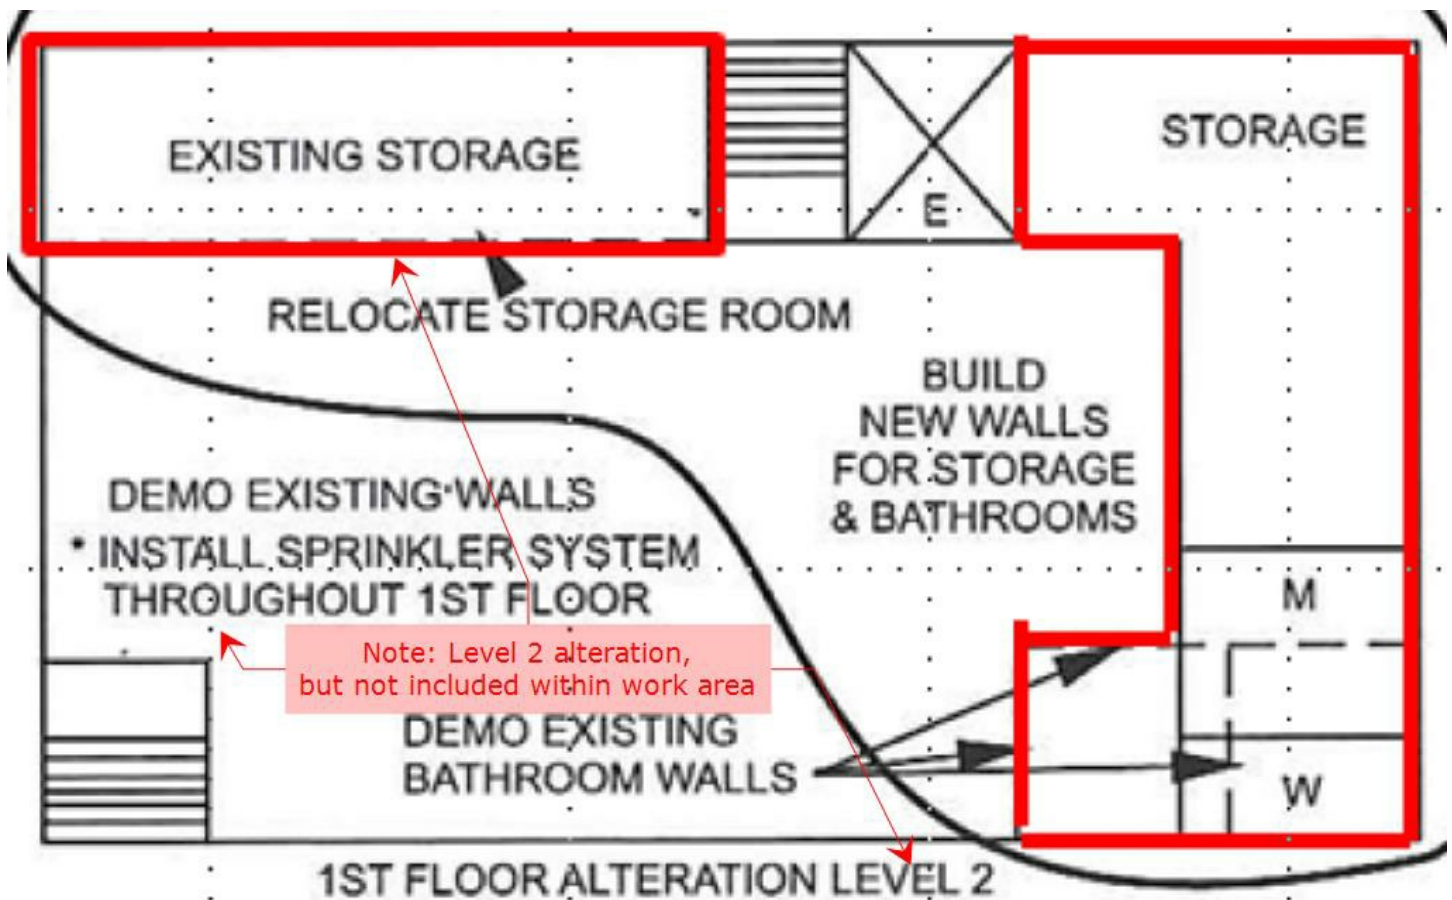 EXISTING STORAGE
STORAGE
E
RELOCATE STORAGE ROOM
BUILD
NEW WALLS
FOR STORAGE
& BATHROOMS
DEMO EXISTING WALLS
* INSTALL SPRINKLER SYSTEM
THROUGHOUT 1ST FLOOR
M
Note: Level 2 alteration,
but not included within work area
DEMO EXISTING
BATHROOM WALLS
W
1ST FLOOR ALTERATION LEVEL 2